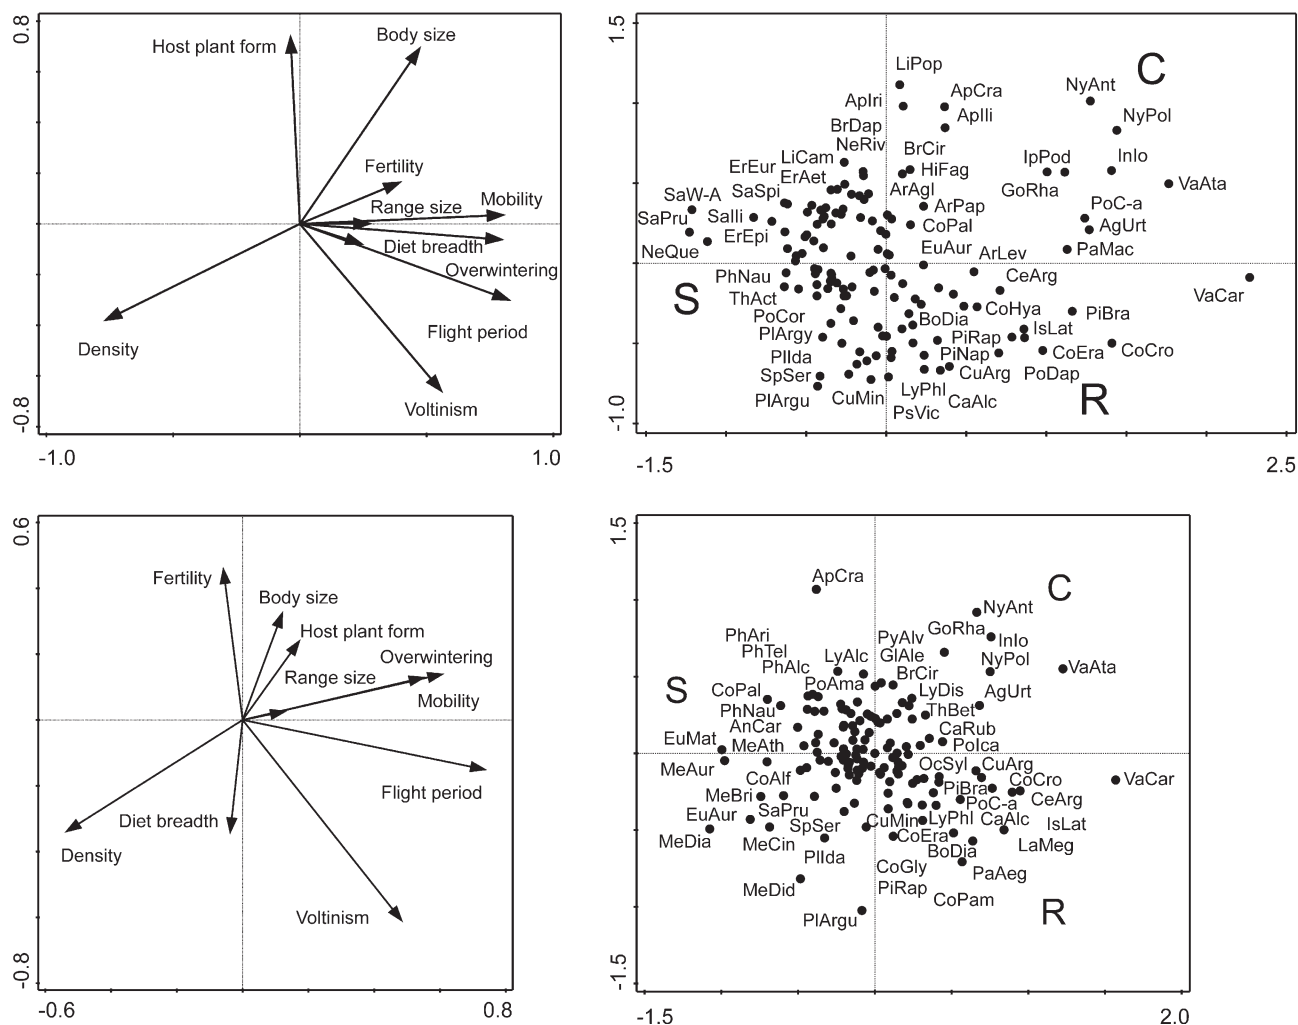 0.8
Host plant form
Body size
Fertility
Range size
Mobility
Diet breadth
Overwintering
Flight period
Density
Voltinism
-0.8
-1.0
1.0
1.5
C
LiPop
ApIri
ApCra
ApIli
NyAnt
NyPol
BrDap
NeRiv
BrCir
HiFag
IpPod
InIo
ErEur
LiCam
ErAet
ArAgl
GoRha
VaAta
SaW-A
SaSpi
ArPap
PoC-a
SaPru
SaIli
ErEpi
CoPal
AgUrt
NeQue
EuAur
ArLev
PaMac
PhNau
CeArg
S
ThAct
CoHya
VaCar
PoCor
BoDia
PiBra
PlArgy
PiRap
IsLat
PlIda
PiNap
CoEra
CoCro
SpSer
CuArg
PoDap
PlArgu
CuMin
LyPhl
CaAlc
PsVic
R
-1.0
-1.5
2.5
0.6
Fertility
Body size
Host plant form
Overwintering
Range size
Mobility
Flight period
Diet breadth
Density
Voltinism
-0.8
-0.6
0.8
1.5
ApCra
C
NyAnt
PhAri
PyAlv
GoRha
InIo
PhTel
LyAlc
GlAle
NyPol
PhAlc
BrCir
VaAta
S
CoPal
PoAma
LyDis
AgUrt
PhNau
ThBet
AnCar
CaRub
EuMat
MeAth
PoIca
MeAur
OcSyl
CuArg
CoAlf
CoCro
VaCar
MeBri
PiBra
CeArg
PoC-a
EuAur
SaPru
LyPhl
CaAlc
IsLat
SpSer
CuMin
MeDia
MeCin
CoEra
LaMeg
PlIda
BoDia
CoGly
PaAeg
MeDid
PiRap
CoPam
PlArgu
R
-1.5
-1.5
2.0